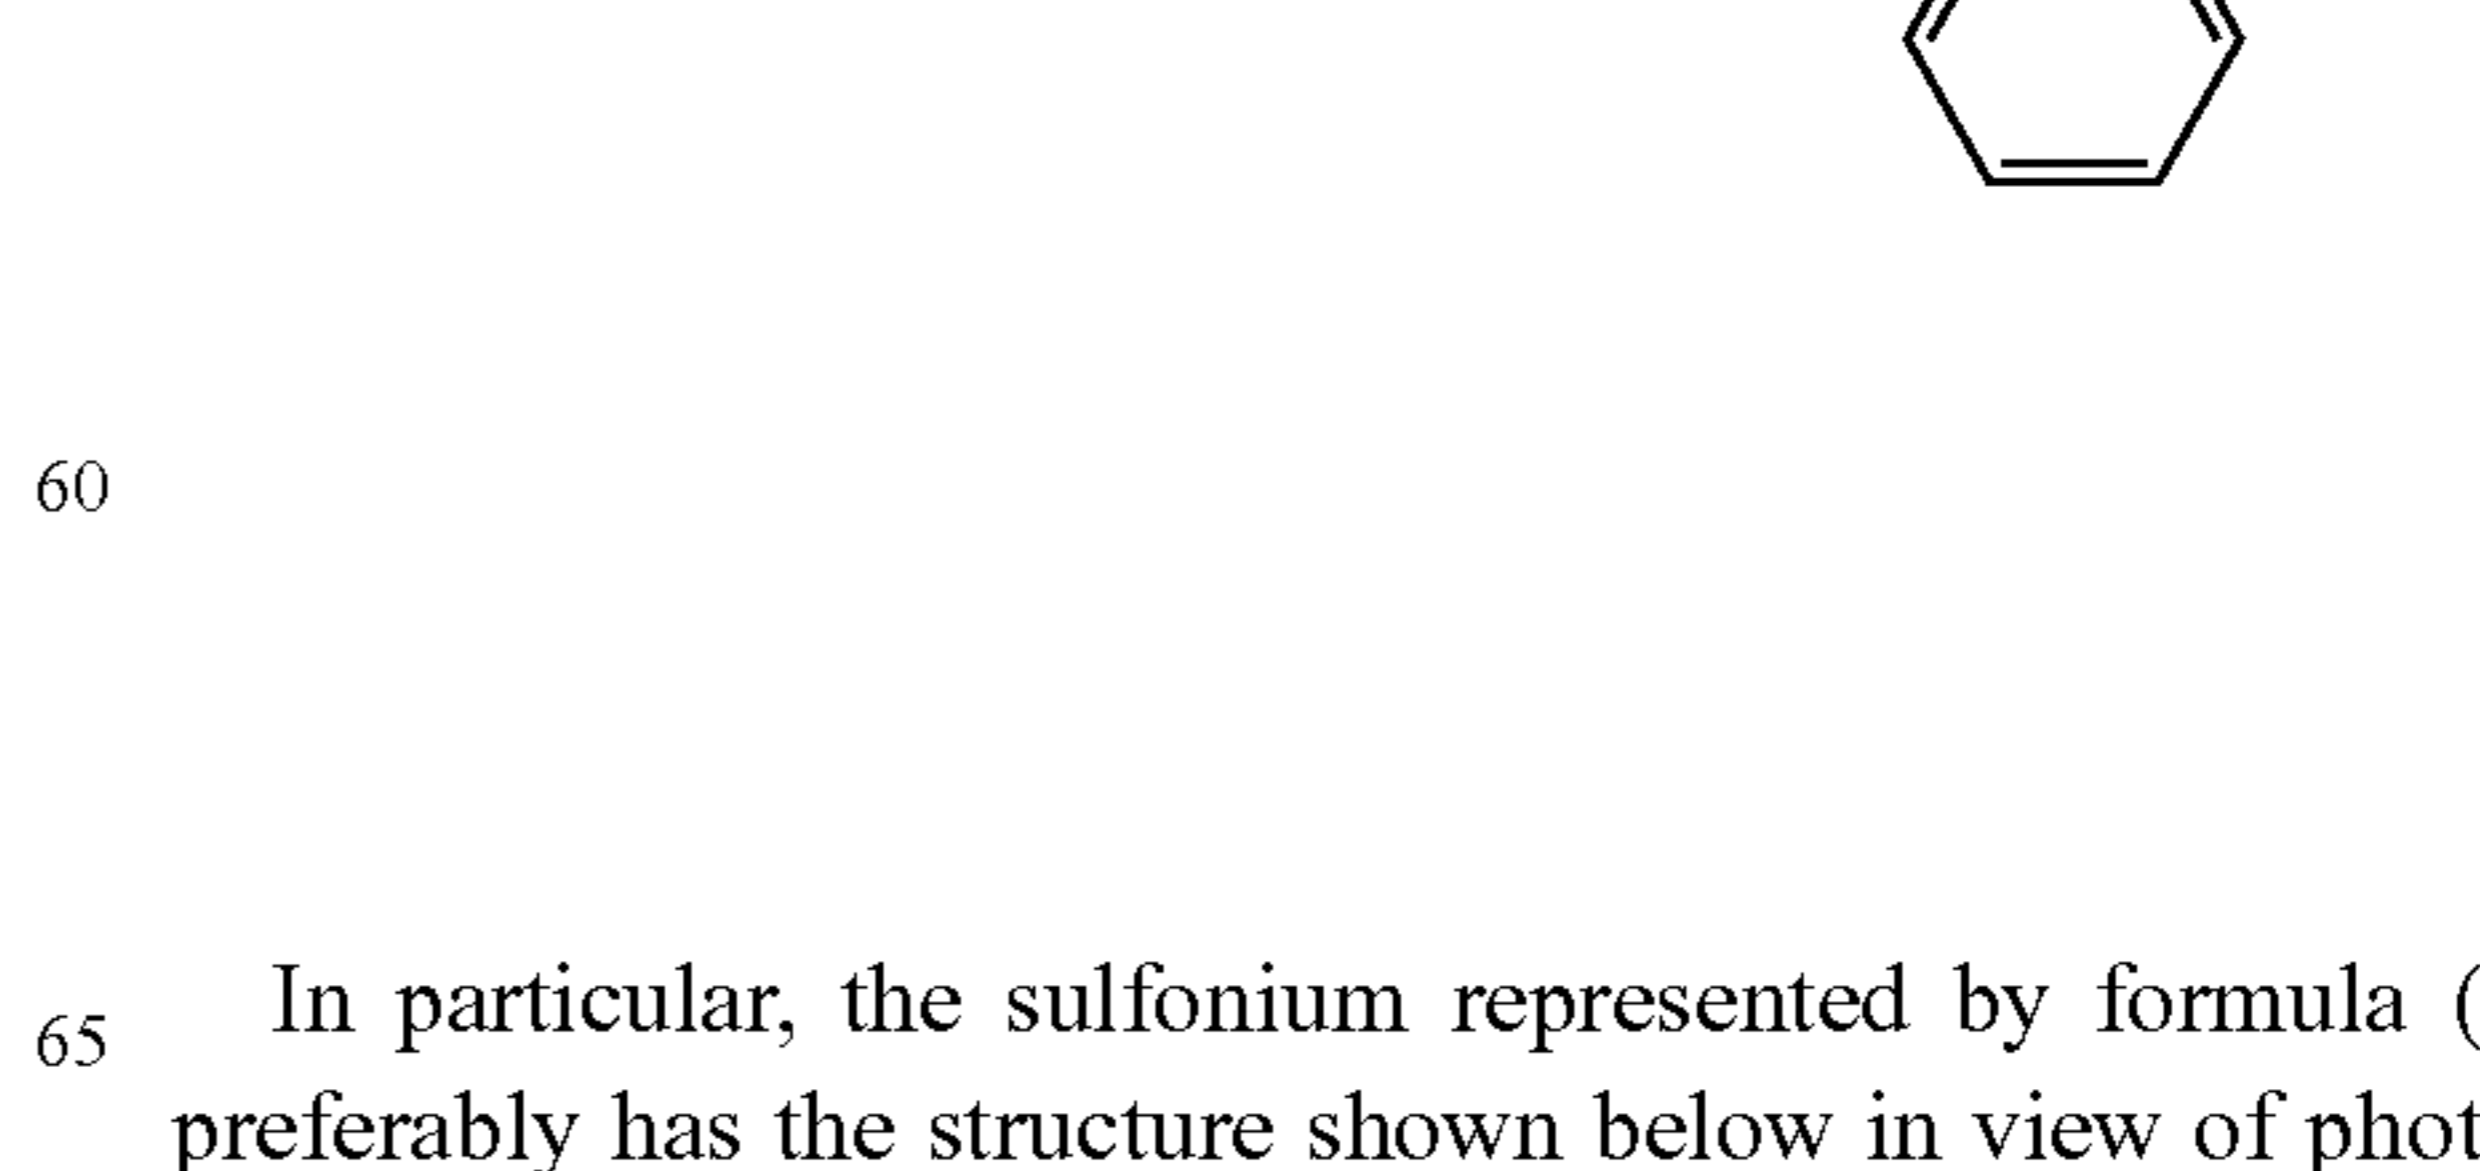 60
65 In particular, the sulfonium represented by formula (
preferably has the structure shown below in view of